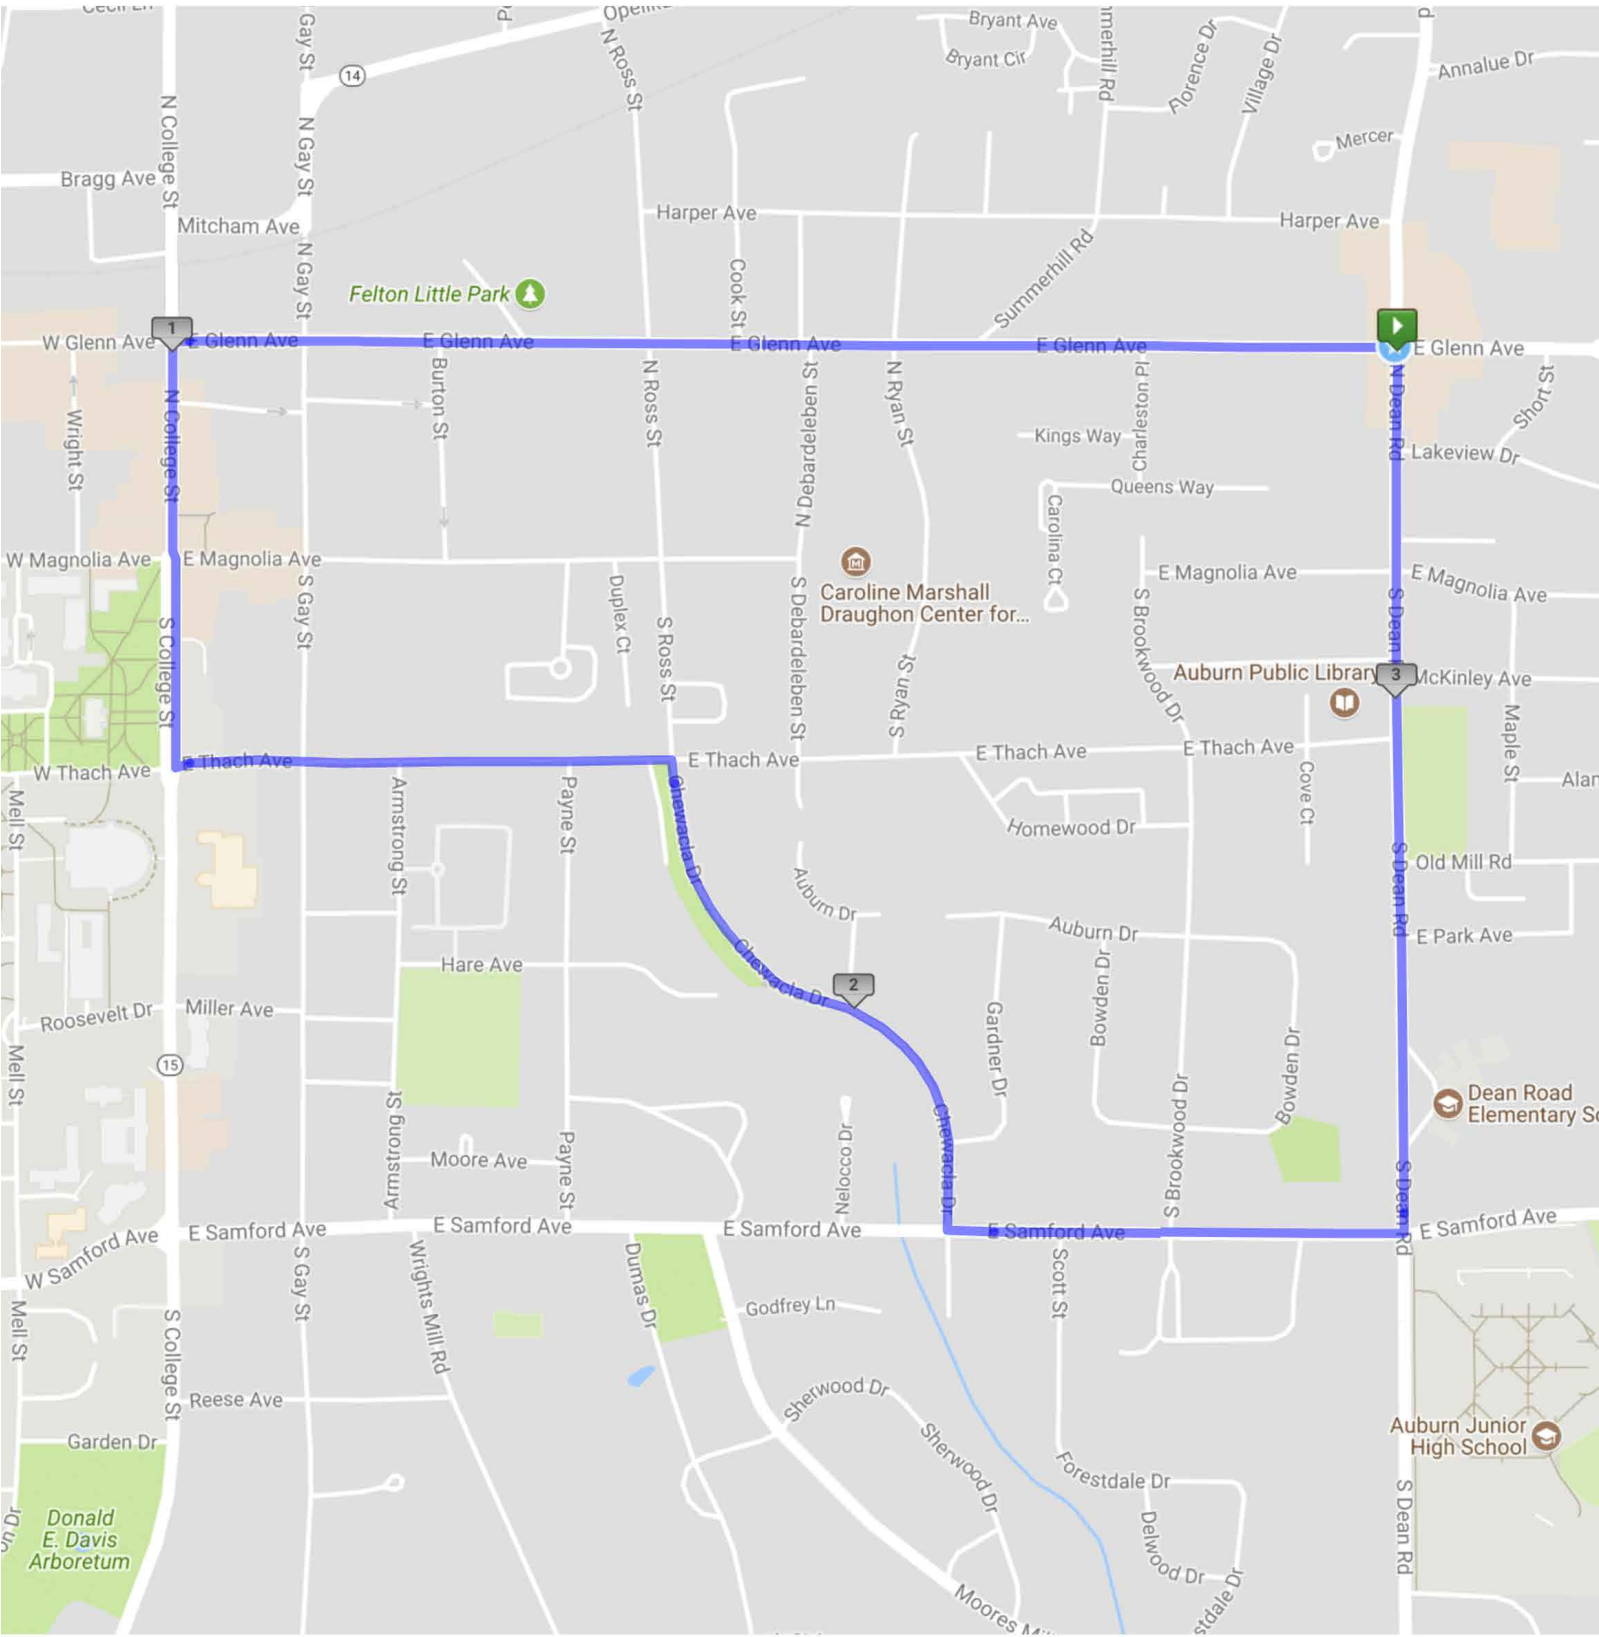 Cecil Ln
N Gay St
Opelika
N Ross St
14
Bryant Ave
Bryant Cir
Florence Dr
Village Dr
Annalue Dr
N College St
N Gay St
Mercer
Bragg Ave
Mitcham Ave
Harper Ave
Harper Ave
N Gay St
Cook St
Summerhill Rd
Felton Little Park
1
W Glenn Ave
E Glenn Ave
E Glenn Ave
E Glenn Ave
E Glenn Ave
E Glenn Ave
Wright St
N College St
Burton St
N Ross St
N Debardeleben St
N Ryan St
Charleston Pl
N Dean Rd
Short St
Kings Way
Lakeview Dr
Queens Way
Carolina Ct
W Magnolia Ave
E Magnolia Ave
E Magnolia Ave
E Magnolia Ave
Caroline Marshall
Draughon Center for...
S College St
S Gay St
Duplex Ct
S Ross St
S Debardeleben St
S Ryan St
S Brookwood Dr
S Dean
Auburn Public Library
3
McKinley Ave
Maple St
W Thach Ave
E Thach Ave
E Thach Ave
E Thach Ave
E Thach Ave
Mell St
Armstrong St
Payne St
Chewacla Dr
Homewood Dr
Cove Ct
Alan
S Dean Rd
Old Mill Rd
Auburn Dr
Auburn Dr
E Park Ave
Hare Ave
Chewacla Dr
2
Bowden Dr
Roosevelt Dr
Miller Ave
Gardner Dr
Bowden Dr
15
Mell St
Armstrong St
Payne St
Moore Ave
Nelocco Dr
Chewacla Dr
S Brookwood Dr
Dean Road
Elementary Sc
S Dean Rd
W Samford Ave
E Samford Ave
E Samford Ave
E Samford Ave
E Samford Ave
E Samford Ave
Mell St
S College St
S Gay St
Wrights Mill Rd
Dumas Dr
Godfrey Ln
Scott St
Reese Ave
Sherwood Dr
Sherwood Dr
Auburn Junior
High School
Garden Dr
Forestdale Dr
Delwood Dr
S Dean Rd
Donald
E. Davis
Arboretum
on Dr
Moores Mi
stdale Dr